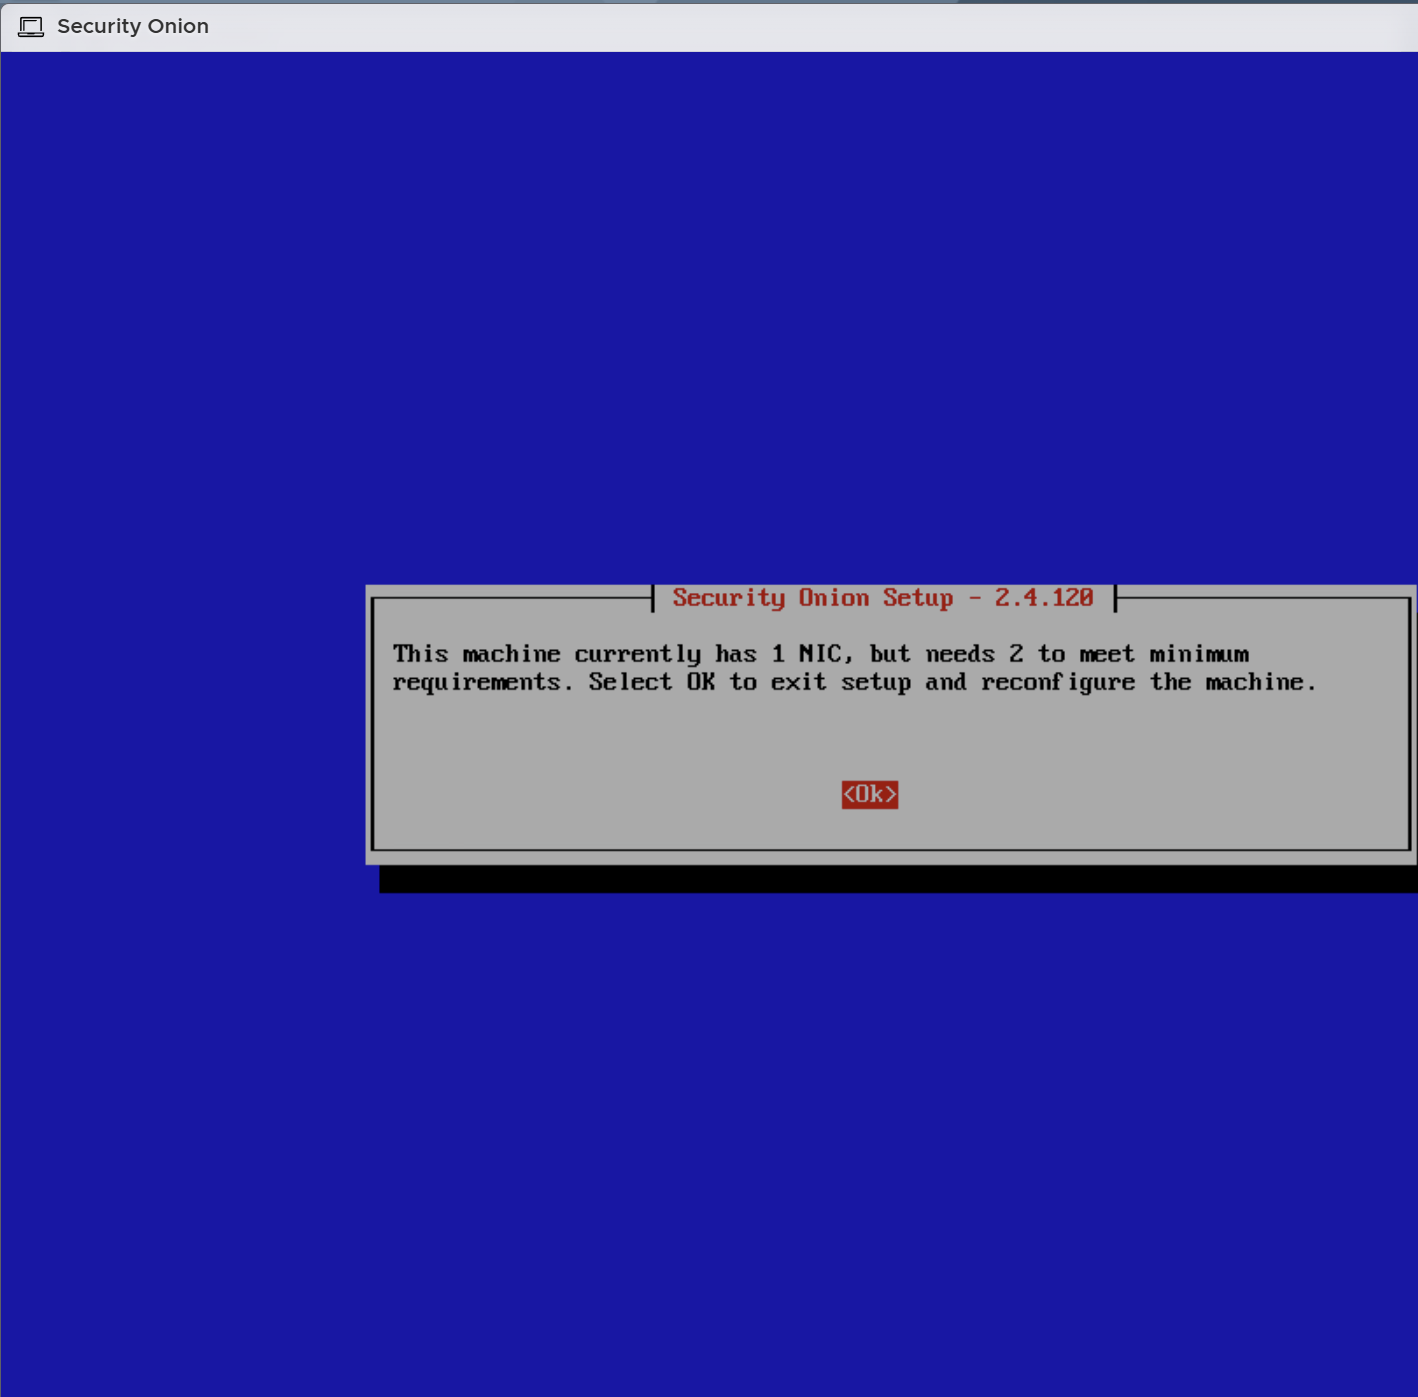 Security Onion
Security Onion Setup - 2.4.120
This machine currently has 1 NIC, but needs 2 to meet minimum
requirements. Select OK to exit setup and reconfigure the machine.
<Ok>